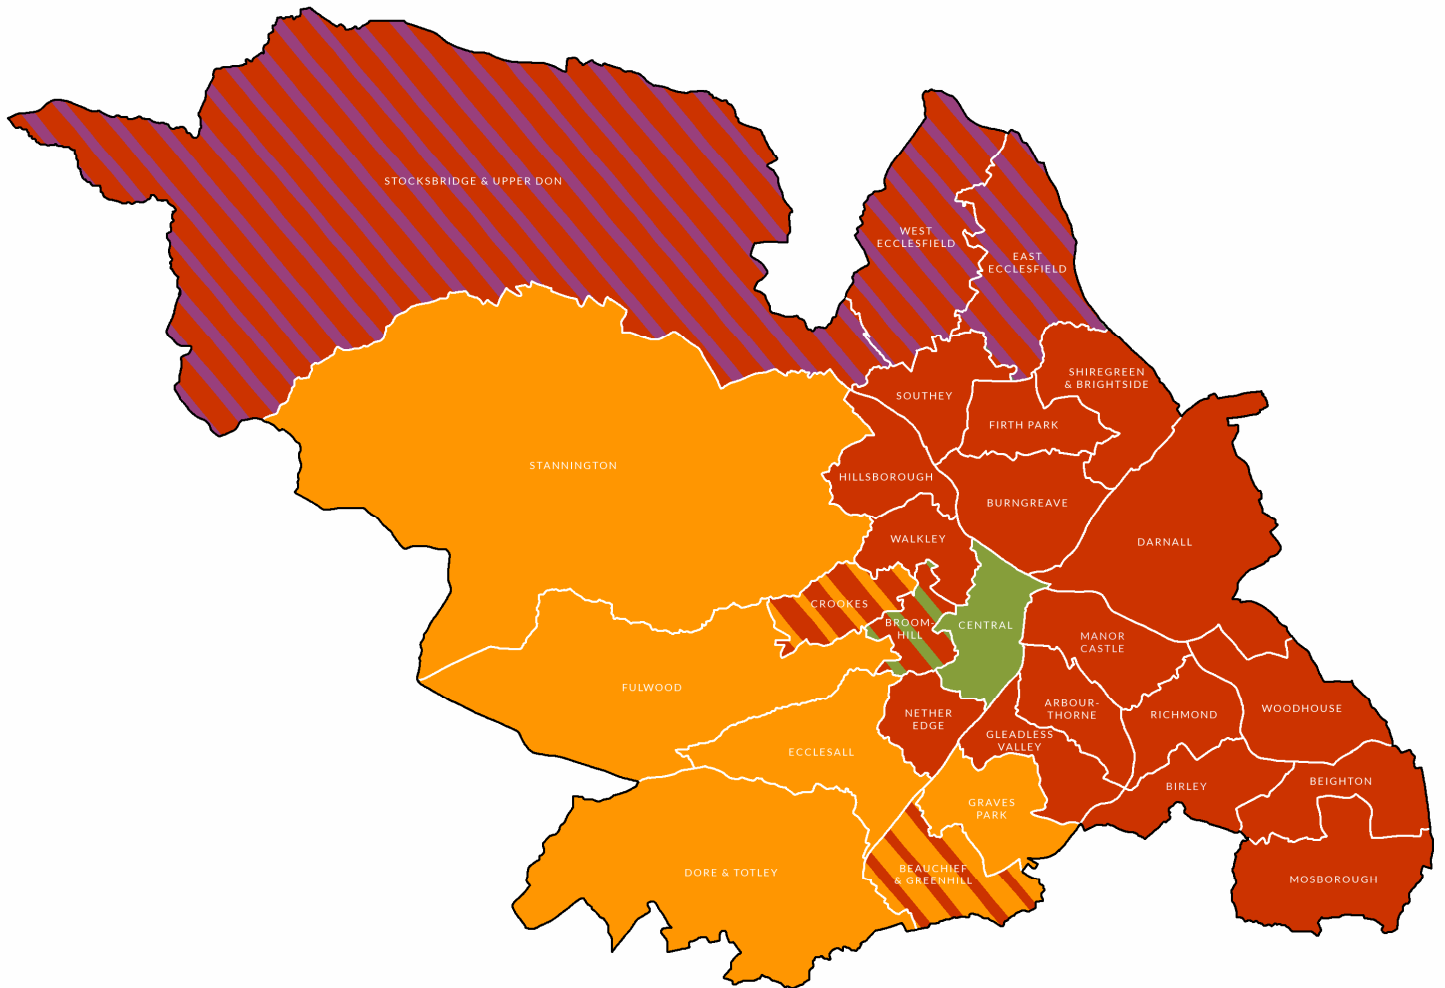 STOCKSBRIDGE & UPPER DON
WEST
ECCLESFIELD
EAST
ECCLESFIELD
SHIREGREEN
& BRIGHTSIDE
SOUTHEY
FIRTH PARK
STANNINGTON
HILLSBOROUGH
BURNGREAVE
WALKLEY
DARNALL
CROOKES
BROOM-
HILL
CENTRAL
MANOR
CASTLE
FULWOOD
NETHER
EDGE
ARBOUR-
THORNE
RICHMOND
WOODHOUSE
GLEADLESS
VALLEY
ECCLESALL
BIRLEY
BEIGHTON
GRAVES
PARK
DORE & TOTLEY
BEAUCHIEF
& GREENHILL
MOSBOROUGH